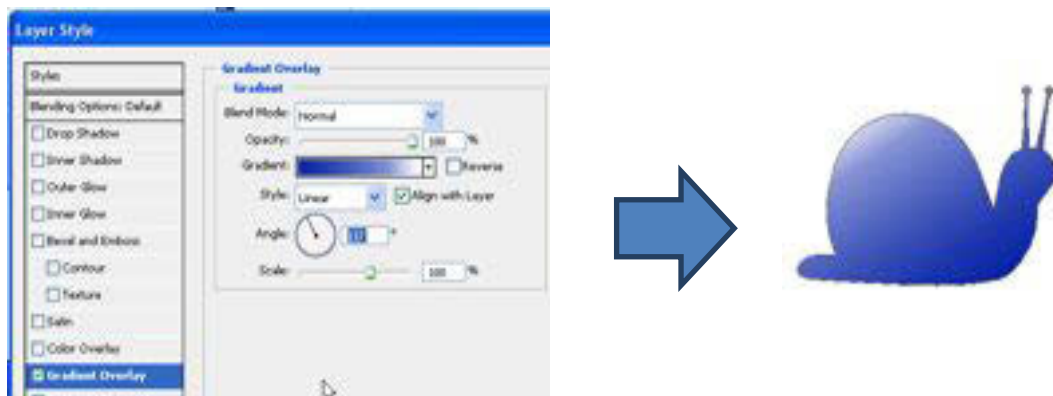 Layer Style
Styles
Blending Options: Default
Drop Shadow
Inner Shadow
Outer Glow
Inner Glow
Bevel and Emboss
Contour
Texture
Satin
Color Overlay
Gradient Overlay
Gradient Overlay
Gradient
Blend Mode: Normal
Opacity: 100 %
Gradient: Reverse
Style: Linear Align with Layer
Angle: °
Scale: 100 %